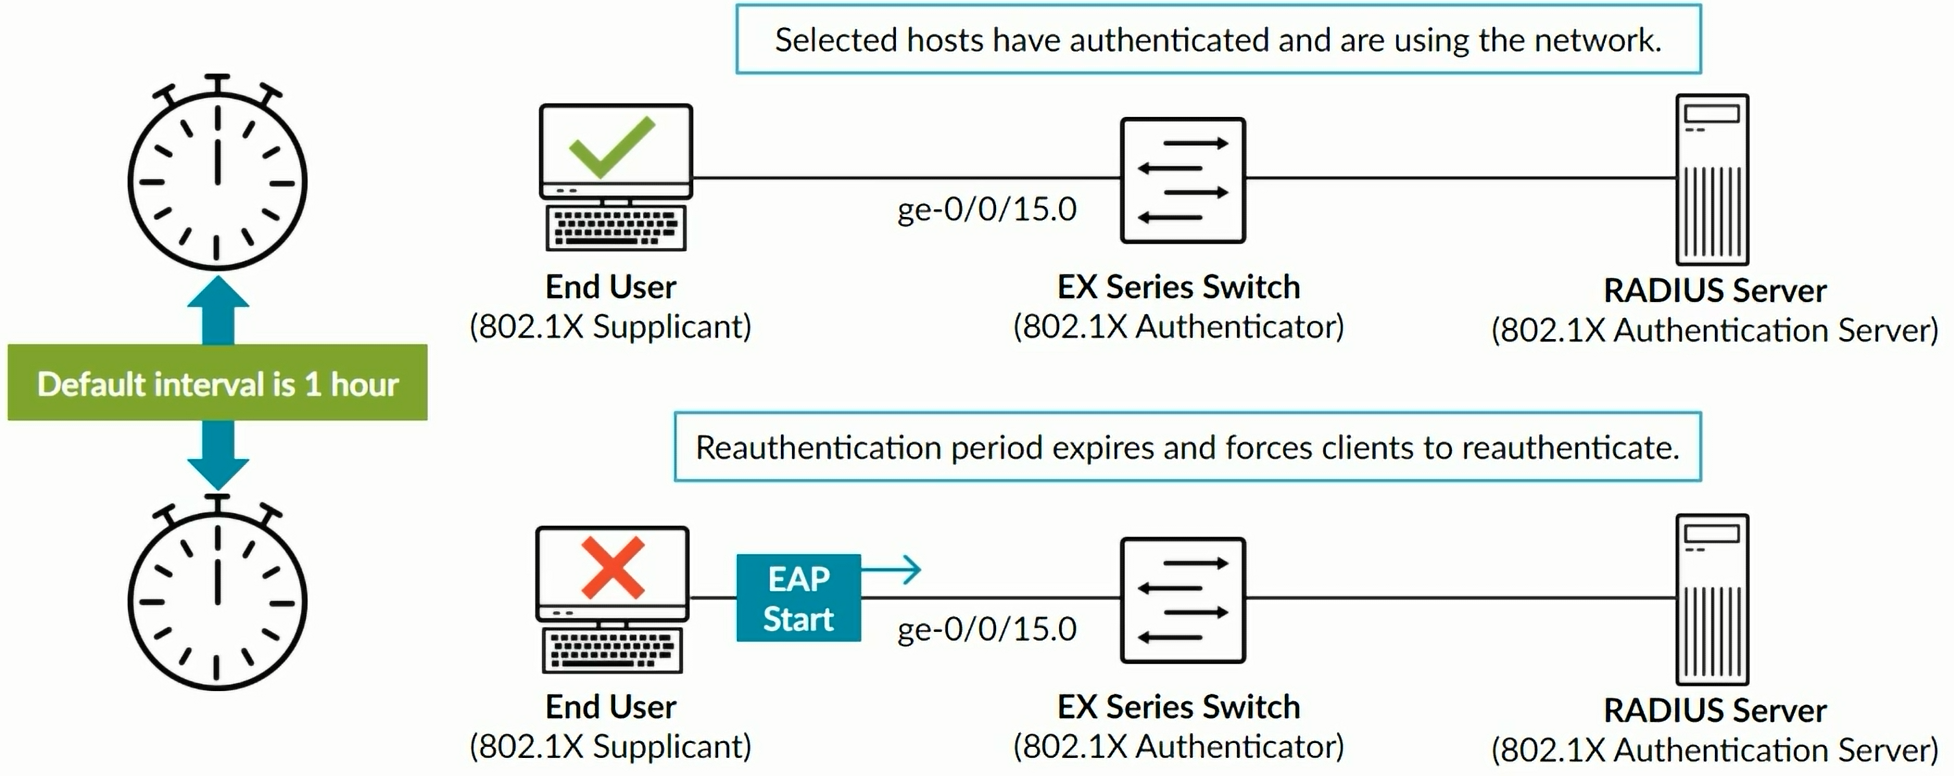 Selected hosts have authenticated and are using the network.
ge-0/0/15.0
End User
(802.1X Supplicant)
EX Series Switch
(802.1X Authenticator)
RADIUS Server
(802.1X Authentication Server)
Default interval is 1 hour
Reauthentication period expires and forces clients to reauthenticate.
EAP
Start
ge-0/0/15.0
End User
(802.1X Supplicant)
EX Series Switch
(802.1X Authenticator)
RADIUS Server
(802.1X Authentication Server)